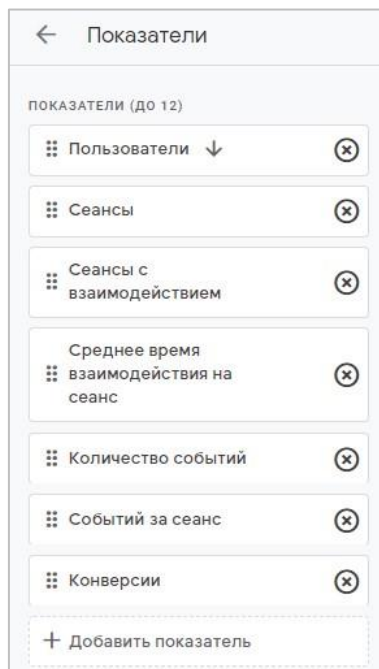 Показатели
ПОКАЗАТЕЛИ (ДО 12)
Пользователи
Сеансы
Сеансы с
взаимодействием
Среднее время
взаимодействия на
сеанс
Количество событий
Событий за сеанс
Конверсии
Добавить показатель